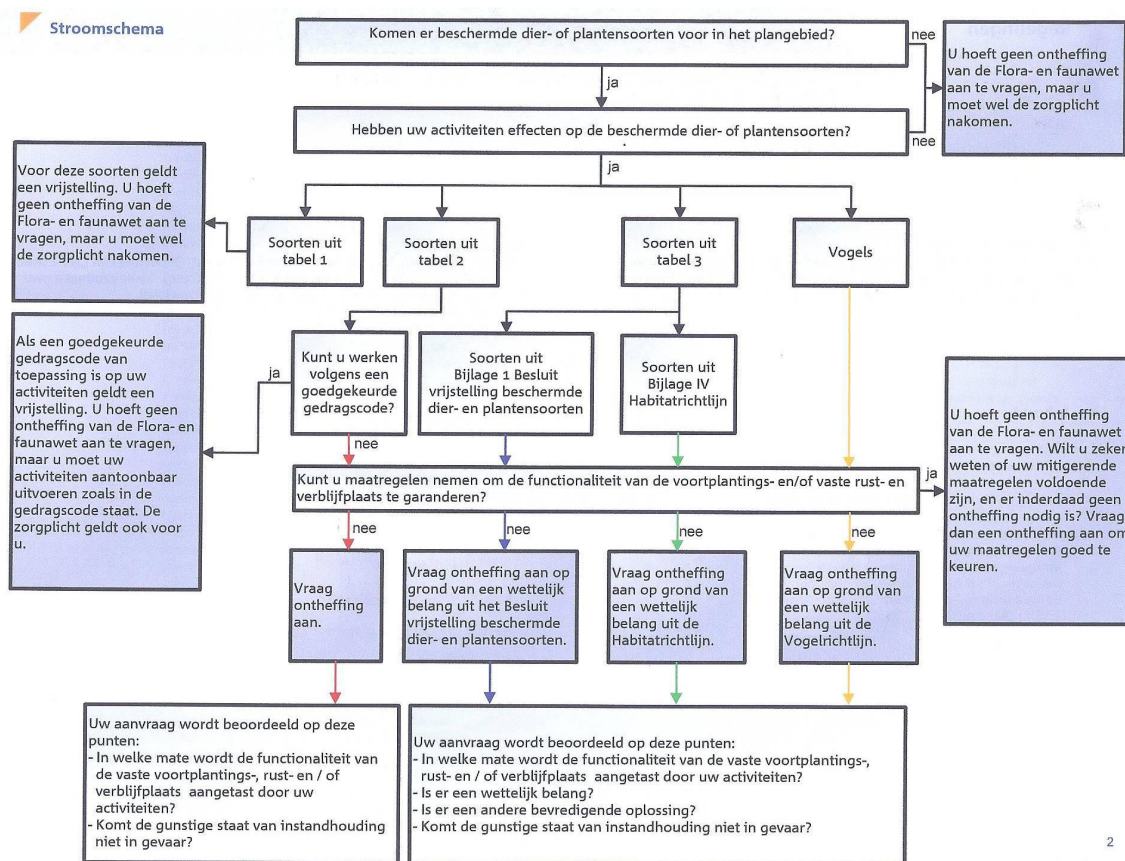 Stroomschema
Komen er beschermde dier- of plantensoorten voor in het plangebied?
nee
U hoeft geen ontheffing
van de Flora- en faunawet
aan te vragen, maar u
moet wel de zorgplicht
nakomen.
ja
Hebben uw activiteiten effecten op de beschermde dier- of plantensoorten?
nee
ja
Voor deze soorten geldt
een vrijstelling. U hoeft
geen ontheffing van de
Flora- en faunawet aan te
vragen, maar u moet wel
de zorgplicht nakomen.
Soorten uit
tabel 1
Soorten uit
tabel 2
Soorten uit
tabel 3
Vogels
Als een goedgekeurde
gedragscode van
toepassing is op uw
activiteiten geldt een
vrijstelling. U hoeft geen
ontheffing van de Flora- en
faunawet aan te vragen,
maar u moet uw
activiteiten aantoonbaar
uitvoeren zoals in de
gedragscode staat. De
zorgplicht geldt ook voor
u.
ja
Kunt u werken
volgens een
goedgekeurde
gedragscode?
Soorten uit
Bijlage 1 Besluit
vrijstelling beschermde
dier- en plantensoorten
Soorten uit
Bijlage IV
Habitatrichtlijn
nee
Kunt u maatregelen nemen om de functionaliteit van de voortplantings- en/of vaste rust- en
verblijfplaats te garanderen?
ja
U hoeft geen ontheffing
van de Flora- en faunawet
aan te vragen. Wilt u zeker
weten of uw mitigerende
maatregelen voldoende
zijn, en er inderdaad geen
ontheffing nodig is? Vraag
dan een ontheffing aan om
uw maatregelen goed te
keuren.
nee
nee
nee
nee
Vraag
ontheffing
aan.
Vraag ontheffing aan op
grond van een wettelijk
belang uit het Besluit
vrijstelling beschermde
dier- en plantensoorten.
Vraag ontheffing
aan op grond van
een wettelijk
belang uit de
Habitatrichtlijn.
Vraag ontheffing
aan op grond van
een wettelijk
belang uit de
Vogelrichtlijn.
Uw aanvraag wordt beoordeeld op deze
punten:
- In welke mate wordt de functionaliteit van
de vaste voortplantings-, rust- en / of
verblijfplaats aangetast door uw
activiteiten?
- Komt de gunstige staat van instandhouding
niet in gevaar?
Uw aanvraag wordt beoordeeld op deze punten:
- In welke mate wordt de functionaliteit van de vaste voortplantings-,
rust- en / of verblijfplaats aangetast door uw activiteiten?
- Is er een wettelijk belang?
- Is er een andere bevredigende oplossing?
- Komt de gunstige staat van instandhouding niet in gevaar?
2